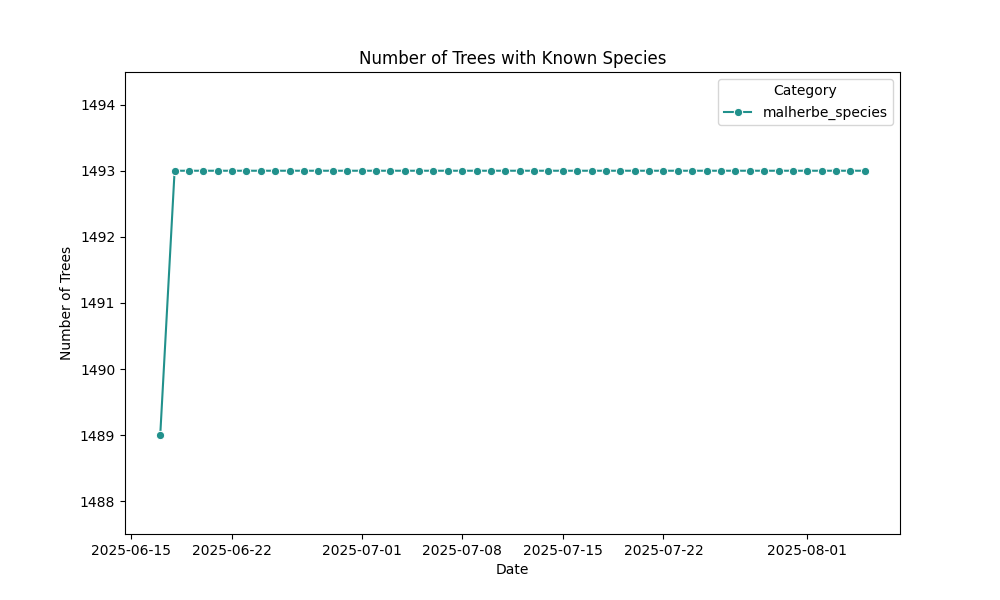 Number of Trees with Known Species
Category
malherbe_species
1494
1493
1492
1491
1490
1489
1488
Number of Trees
2025-06-15 2025-06-22 2025-07-01 2025-07-08 2025-07-15 2025-07-22 2025-08-01
Date